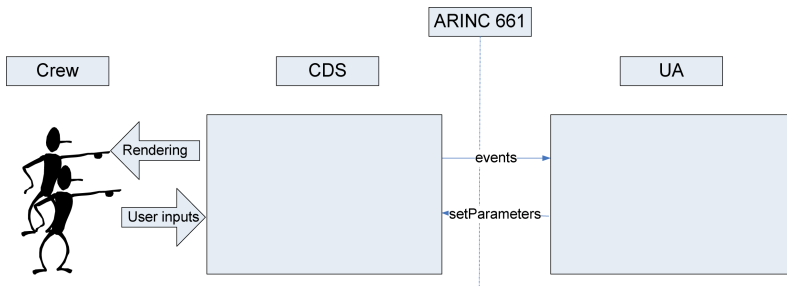 ARINC 661
Crew
CDS
UA
Rendering
events
User inputs
setParameters